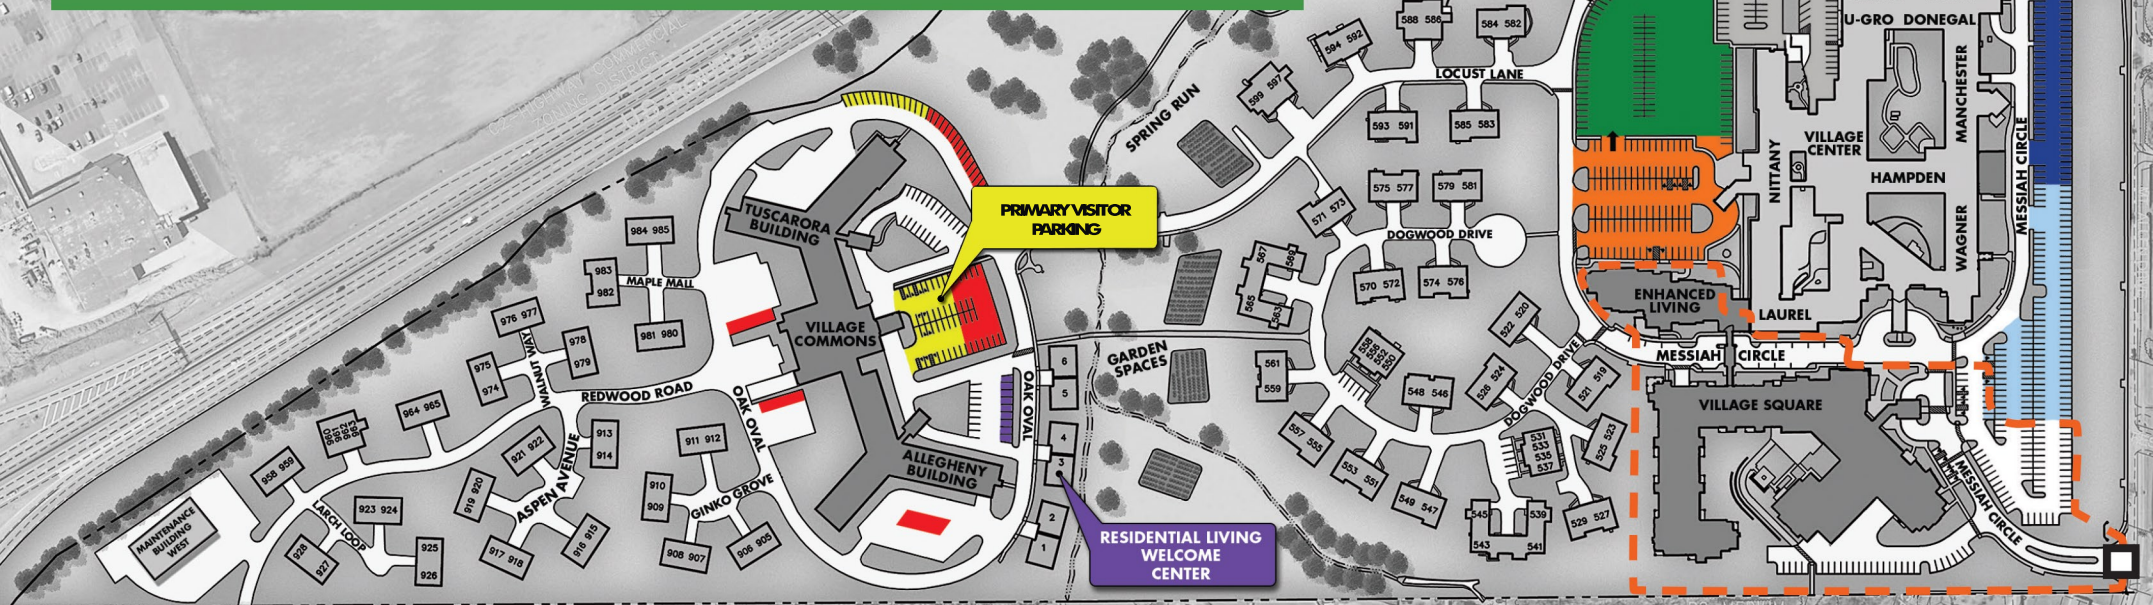 U-GRO DONEGAL
588 586
584 582
594 592
LOCUST LANE
599 597
593 591
585 583
SPRING RUN
MANCHESTER
VILLAGE
CENTER
NITTANY
HAMPDEN
WAGNER
MESSIAH CIRCLE
PRIMARY VISITOR
PARKING
575 577
579 581
571 573
DOGWOOD DRIVE
570 572
574 576
567
569
565
563
TUSCARORA
BUILDING
984 985
983
982
MAPLE MALL
981 980
976 977
978
979
975
974
WALNUT WAY
VILLAGE
COMMONS
REDWOOD ROAD
OAK OVAL
964 965
960
961
962
963
958 959
LARCH LOOP
923 924
928
927
925
926
MAINTENANCE
BUILDING
WEST
921 922
919 920
ASPEN AVENUE
917 918
916 915
913
914
911 912
910
909
GINKO GROVE
908 907
906 905
ALLEGHENY
BUILDING
OAK OVAL
6
5
4
3
2
1
RESIDENTIAL LIVING
WELCOME
CENTER
GARDEN
SPACES
561
559
558
556
552
550
557 555
553 551
549 547
548 546
526 524
522 520
DOGWOOD DRIVE
DOGWOOD DRIVE
521 519
525 523
531
533
535
537
529 527
545
539
543
541
ENHANCED
LIVING
LAUREL
MESSIAH CIRCLE
VILLAGE SQUARE
MESSIAH CIRCLE